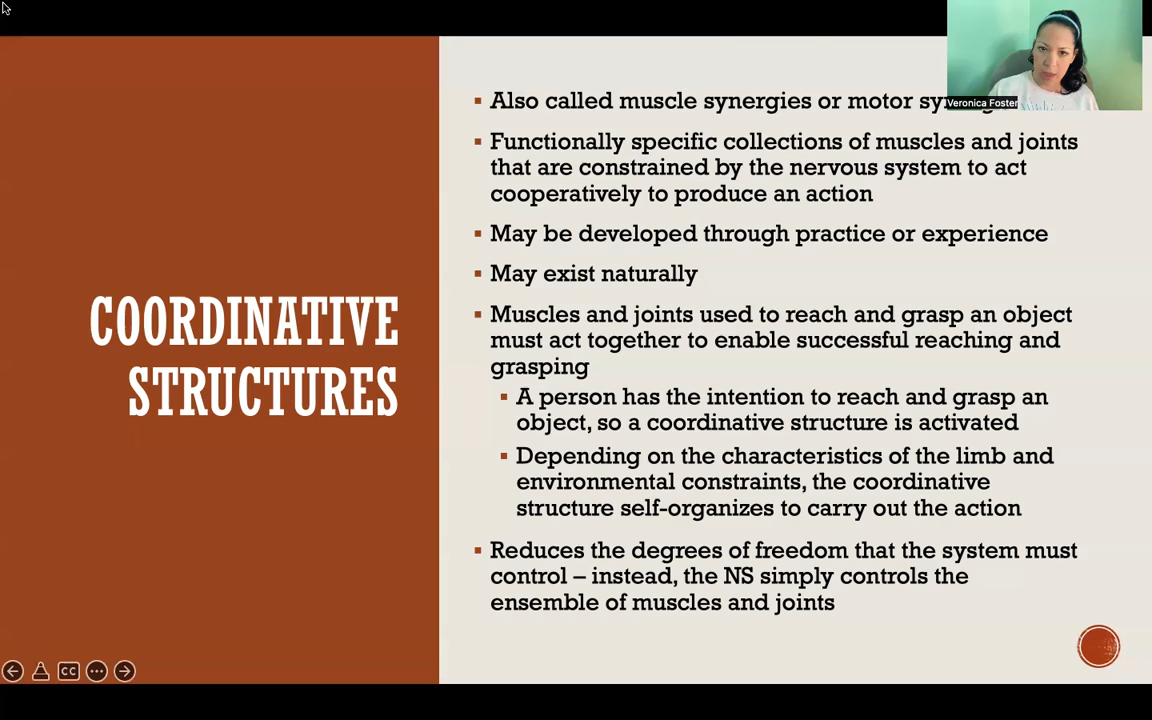 Veronica Foster
COORDINATIVE
STRUCTURES
▪ Also called muscle synergies or motor
▪ Functionally specific collections of muscles and joints
that are constrained by the nervous system to act
cooperatively to produce an action
▪ May be developed through practice or experience
▪ May exist naturally
▪ Muscles and joints used to reach and grasp an object
must act together to enable successful reaching and
grasping
▪ A person has the intention to reach and grasp an
object, so a coordinative structure is activated
▪ Depending on the characteristics of the limb and
environmental constraints, the coordinative
structure self-organizes to carry out the action
▪ Reduces the degrees of freedom that the system must
control – instead, the NS simply controls the
ensemble of muscles and joints
CC